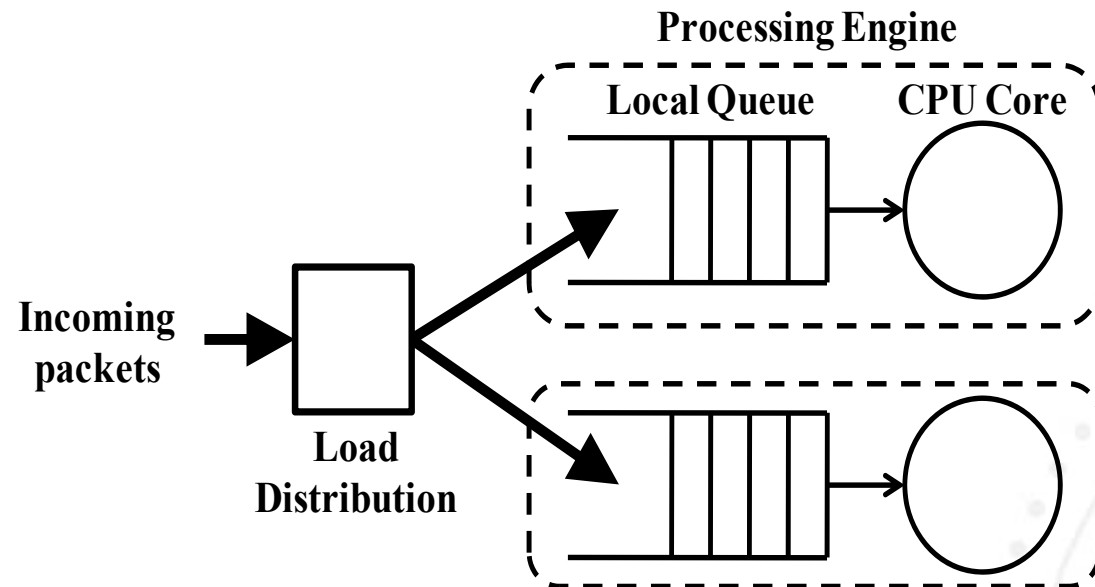 Processing Engine
Local Queue
CPU Core
Incoming
packets
Load
Distribution